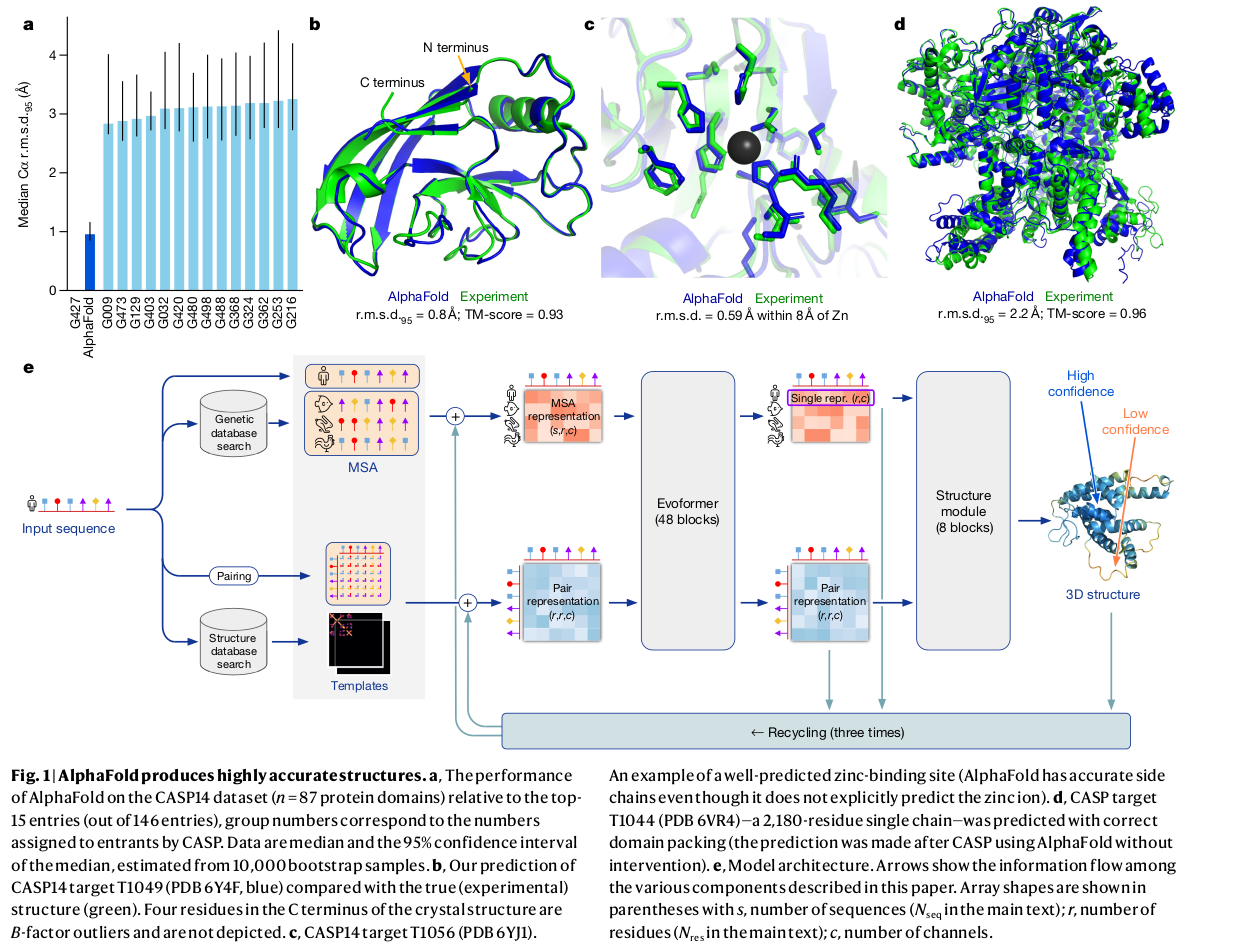 a
Median Cα r.m.s.d.95 (Å)
4
3
2
1
0
G427
AlphaFold
G009
G473
G129
G403
G032
G420
G480
G498
G488
G368
G324
G362
G253
G216
b
N terminus
C terminus
AlphaFold Experiment
r.m.s.d.95 = 0.8 Å; TM-score = 0.93
c
AlphaFold Experiment
r.m.s.d. = 0.59 Å within 8 Å of Zn
d
AlphaFold Experiment
r.m.s.d.95 = 2.2 Å; TM-score = 0.96
e
Input sequence
Genetic
database
search
MSA
Pairing
Structure
database
search
Templates
+
+
MSA
representation
(s,r,c)
Pair
representation
(r,r,c)
Evoformer
(48 blocks)
Single repr. (r,c)
Pair
representation
(r,r,c)
Structure
module
(8 blocks)
High
confidence
Low
confidence
3D structure
← Recycling (three times)
Fig. 1 | AlphaFold produces highly accurate structures. a, The performance
of AlphaFold on the CASP14 dataset (n = 87 protein domains) relative to the top-
15 entries (out of 146 entries), group numbers correspond to the numbers
assigned to entrants by CASP. Data are median and the 95% confidence interval
of the median, estimated from 10,000 bootstrap samples. b, Our prediction of
CASP14 target T1049 (PDB 6Y4F, blue) compared with the true (experimental)
structure (green). Four residues in the C terminus of the crystal structure are
B-factor outliers and are not depicted. c, CASP14 target T1056 (PDB 6YJ1).
An example of a well-predicted zinc-binding site (AlphaFold has accurate side
chains even though it does not explicitly predict the zinc ion). d, CASP target
T1044 (PDB 6VR4)—a 2,180-residue single chain—was predicted with correct
domain packing (the prediction was made after CASP using AlphaFold without
intervention). e, Model architecture. Arrows show the information flow among
the various components described in this paper. Array shapes are shown in
parentheses with s, number of sequences (Nseq in the main text); r, number of
residues (Nres in the main text); c, number of channels.